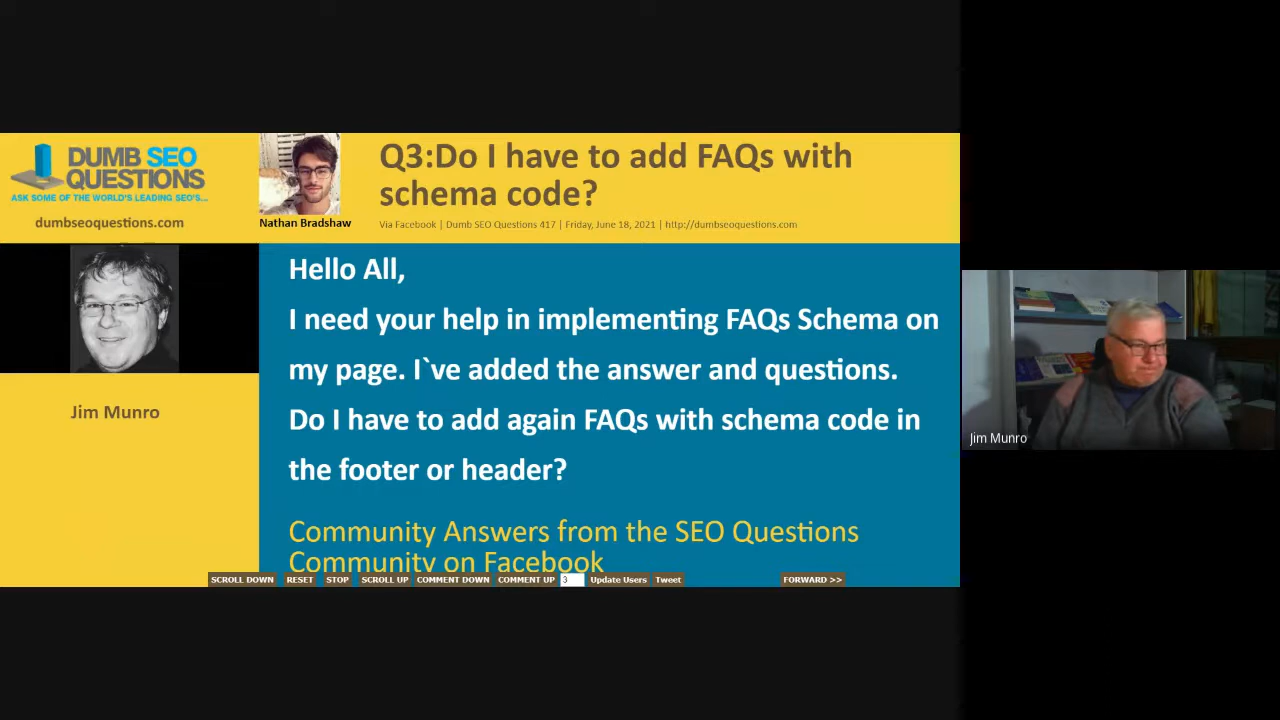 DUMB SEO
QUESTIONS
ASK SOME OF THE WORLD'S LEADING SEO'S...
dumbseoquestions.com
Nathan Bradshaw
Q3:Do I have to add FAQs with
schema code?
Via Facebook | Dumb SEO Questions 417 | Friday, June 18, 2021 | http://dumbseoquestions.com
Jim Munro
Hello All,
I need your help in implementing FAQs Schema on
my page. I`ve added the answer and questions.
Do I have to add again FAQs with schema code in
the footer or header?
Community Answers from the SEO Questions
Community on Facebook
SCROLL DOWN RESET STOP SCROLL UP COMMENT DOWN COMMENT UP 3 Update Users Tweet FORWARD >>
Jim Munro